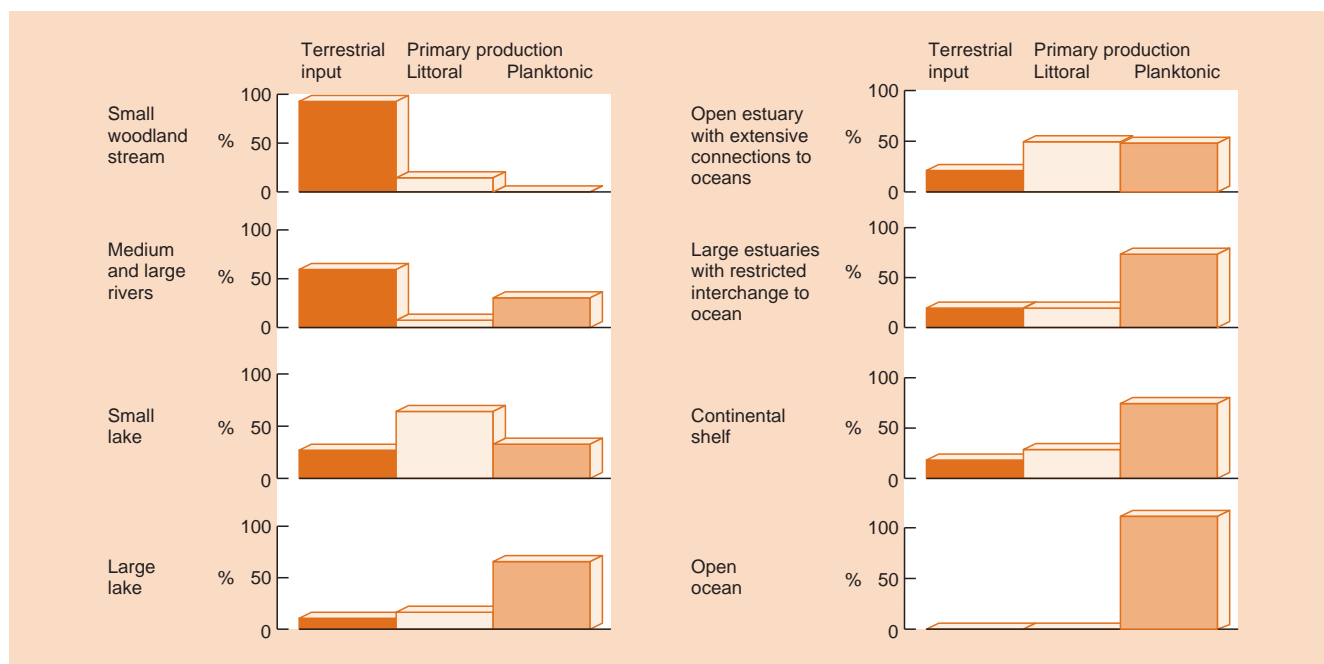 Terrestrial Primary production
input Littoral Planktonic
Small
woodland
stream
%
100
50
0
Medium
and large
rivers
%
100
50
0
Small
lake
%
100
50
0
Large
lake
%
100
50
0
Terrestrial Primary production
input Littoral Planktonic
Open estuary
with extensive
connections to
oceans
%
100
50
0
Large estuaries
with restricted
interchange to
ocean
%
100
50
0
Continental
shelf
%
100
50
0
Open
ocean
%
100
50
0